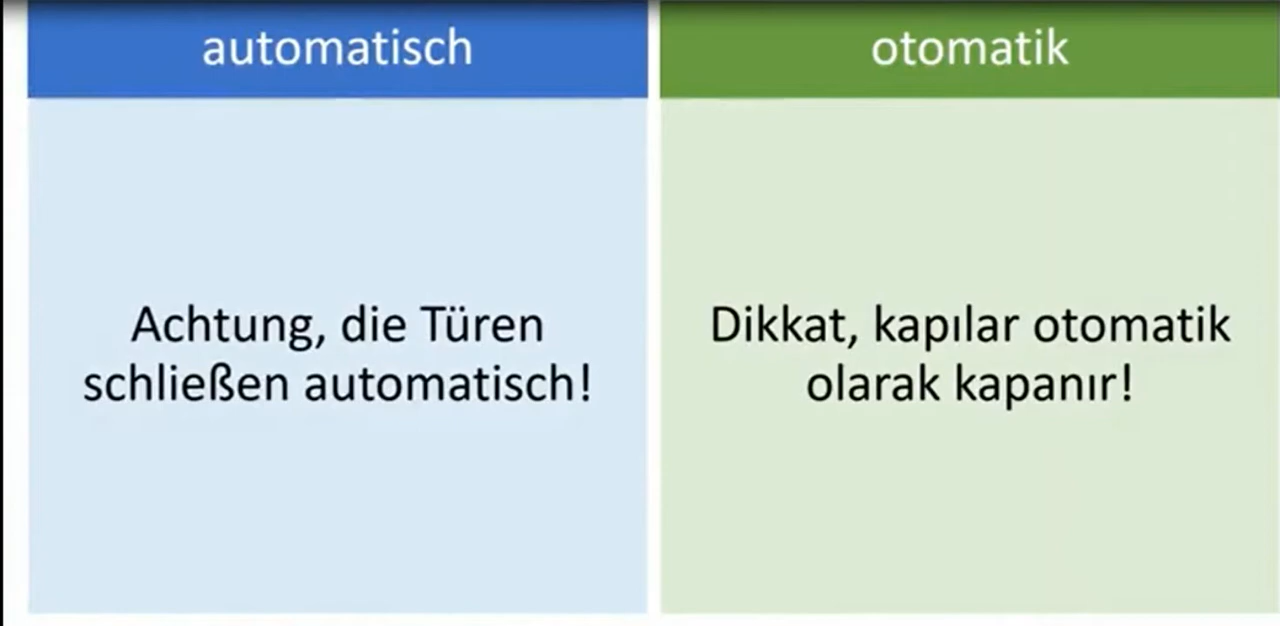 automatisch
Achtung, die Türen
schließen automatisch!
otomatik
Dikkat, kapılar otomatik
olarak kapanır!